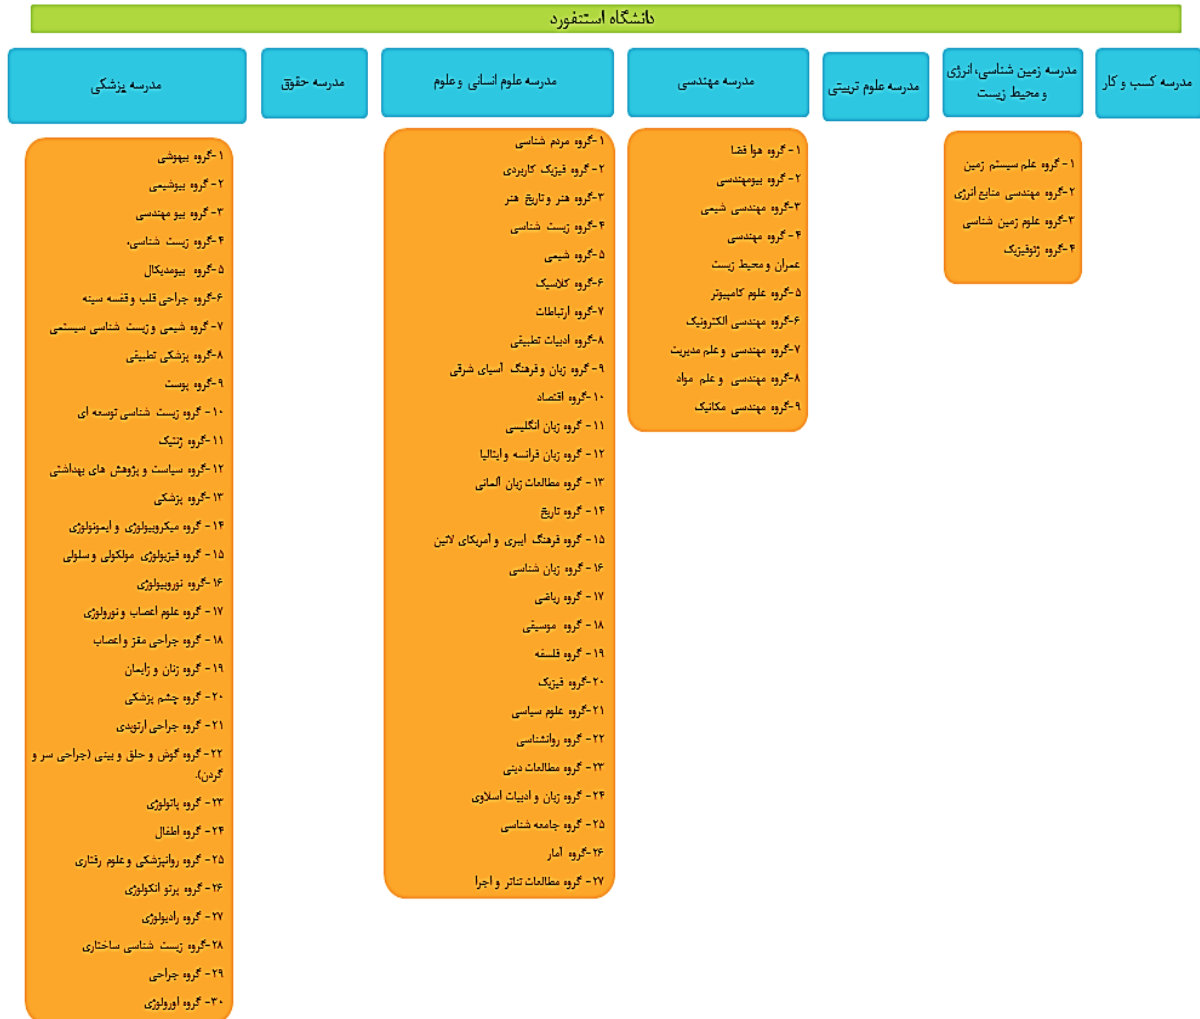 دانشگاه استنفورد
مدرسه کسب و کار
مدرسه زمین شناسی، انرژی
و محیط زیست
۱- گروه علم سیستم زمین
۲-گروه مهندسی منابع انرژی
۳-گروه علوم زمین شناسی
۴-گروه ژئوفیزیک
مدرسه علوم تربیتی
مدرسه مهندسی
۱- گروه هوا فضا
۲- گروه بیومهندسی
۳-گروه مهندسی شیمی
۴- گروه مهندسی
عمران و محیط زیست
۵-گروه علوم کامپیوتر
۶-گروه مهندسی الکترونیک
۷-گروه مهندسی و علم مدیریت
۸-گروه مهندسی و علم مواد
۹-گروه مهندسی مکانیک
مدرسه علوم انسانی و علوم
۱-گروه مردم شناسی
۲- گروه فیزیک کاربردی
۳-گروه هنر و تاریخ هنر
۴-گروه زیست شناسی
۵-گروه شیمی
۶-گروه کلاسیک
۷-گروه ارتباطات
۸-گروه ادبیات تطبیقی
۹- گروه زبان و فرهنگ آسیای شرقی
۱۰-گروه اقتصاد
۱۱- گروه زبان انگلیسی
۱۲- گروه زبان فرانسه و ایتالیا
۱۳- گروه مطالعات زبان آلمانی
۱۴- گروه تاریخ
۱۵- گروه فرهنگ ایبری و آمریکای لاتین
۱۶- گروه زبان شناسی
۱۷- گروه ریاضی
۱۸- گروه موسیقی
۱۹- گروه فلسفه
۲۰-گروه فیزیک
۲۱-گروه علوم سیاسی
۲۲- گروه روانشناسی
۲۳- گروه مطالعات دینی
۲۴- گروه زبان و ادبیات اسلاوی
۲۵- گروه جامعه شناسی
۲۶-گروه آمار
۲۷- گروه مطالعات تئاتر و اجرا
مدرسه حقوق
مدرسه پزشکی
۱-گروه بیهوشی
۲- گروه بیوشیمی
۳- گروه بیو مهندسی
۴-گروه زیست شناسی،
۵-گروه بیومدیکال
۶-گروه جراحی قلب و قفسه سینه
۷- گروه شیمی و زیست شناسی سیستمی
۸-گروه پزشکی تطبیقی
۹-گروه پوست
۱۰- گروه زیست شناسی توسعه ای
۱۱-گروه ژنتیک
۱۲-گروه سیاست و پژوهش های بهداشتی
۱۳-گروه پزشکی
۱۴- گروه میکروبیولوژی و ایمونولوژی
۱۵- گروه فیزیولوژی مولکولی و سلولی
۱۶-گروه نوروبیولوژی
۱۷- گروه علوم اعصاب و نورولوژی
۱۸- گروه جراحی مغز و اعصاب
۱۹- گروه زنان و زایمان
۲۰- گروه چشم پزشکی
۲۱- گروه جراحی ارتوپدی
۲۲- گروه گوش و حلق و بینی (جراحی سر و
گردن).
۲۳- گروه پاتولوژی
۲۴- گروه اطفال
۲۵- گروه روانپزشکی و علوم رفتاری
۲۶- گروه پرتو انکولوژی
۲۷- گروه رادیولوژی
۲۸-گروه زیست شناسی ساختاری
۲۹- گروه جراحی
۳۰- گروه اورولوژی